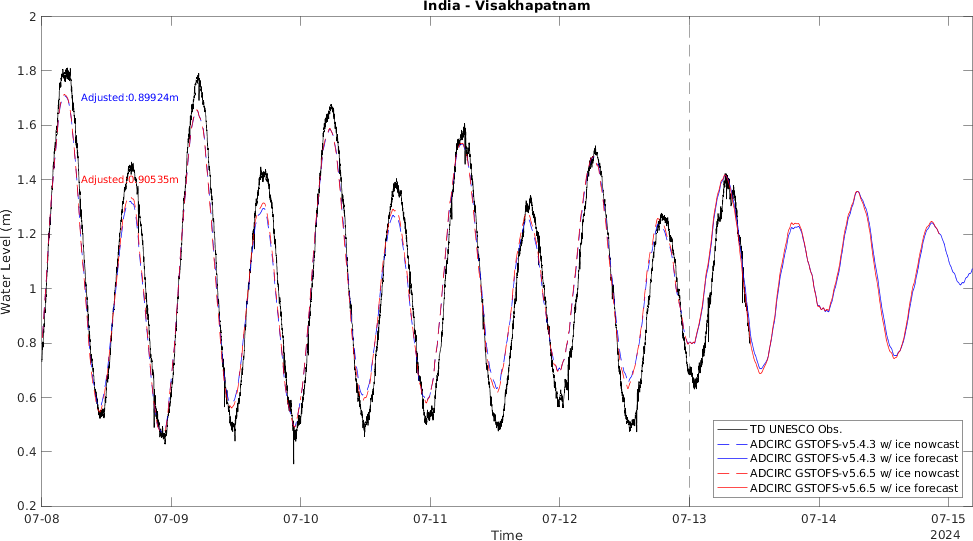 India - Visakhapatnam
2
1.8
1.6
1.4
1.2
1
0.8
0.6
0.4
0.2
Water Level (m)
Adjusted:0.89924m
Adjusted:0.90535m
TD UNESCO Obs.
ADCIRC GSTOFS-v5.4.3 w/ ice nowcast
ADCIRC GSTOFS-v5.4.3 w/ ice forecast
ADCIRC GSTOFS-v5.6.5 w/ ice nowcast
ADCIRC GSTOFS-v5.6.5 w/ ice forecast
07-08 07-09 07-10 07-11 07-12 07-13 07-14 07-15
Time
2024